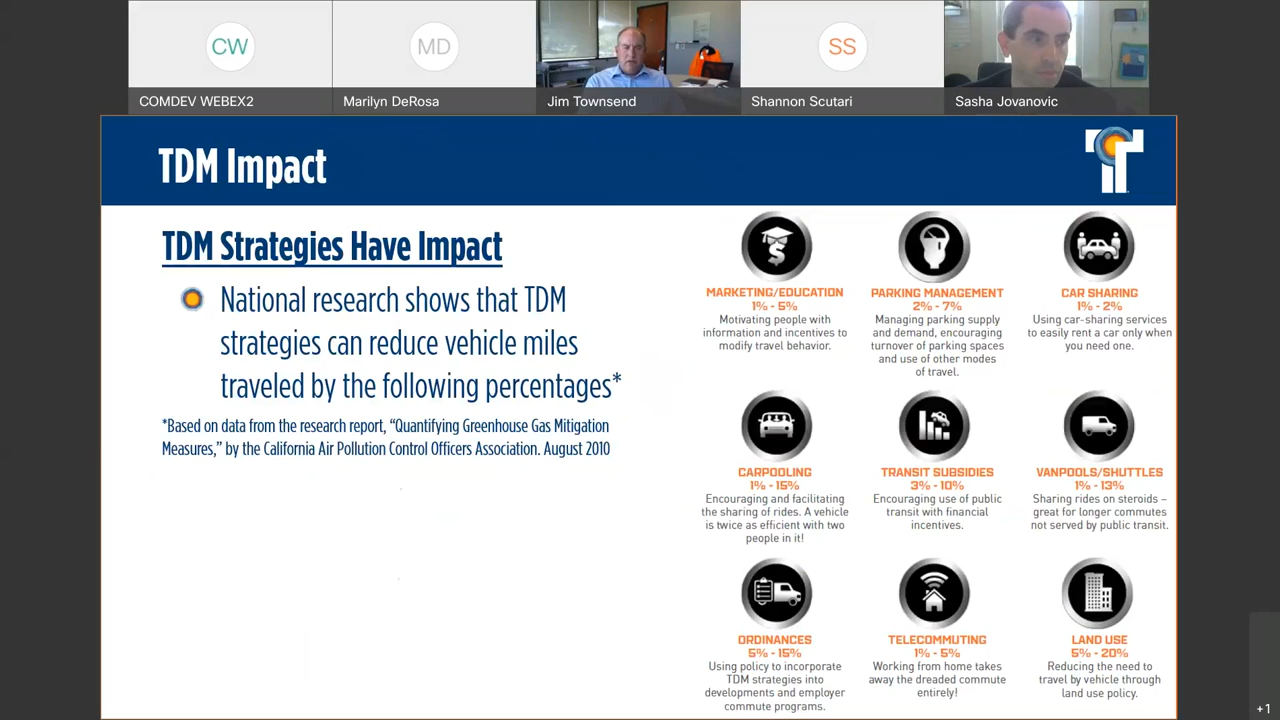 CW
MD
SS
COMDEV WEBEX2
Marilyn DeRosa
Jim Townsend
Shannon Scutari
Sasha Jovanovic
TDM Impact
TDM Strategies Have Impact
National research shows that TDM
strategies can reduce vehicle miles
traveled by the following percentages*
*Based on data from the research report, “Quantifying Greenhouse Gas Mitigation
Measures,” by the California Air Pollution Control Officers Association. August 2010
MARKETING/EDUCATION
1% - 5%
Motivating people with
information and incentives to
modify travel behavior.
PARKING MANAGEMENT
2% - 7%
Managing parking supply
and demand, encouraging
turnover of parking spaces
and use of other modes
of travel.
CAR SHARING
1% - 2%
Using car-sharing services
to easily rent a car only when
you need one.
CARPOOLING
1% - 15%
Encouraging and facilitating
the sharing of rides. A vehicle
is twice as efficient with two
people in it!
TRANSIT SUBSIDIES
3% - 10%
Encouraging use of public
transit with financial
incentives.
VANPOOLS/SHUTTLES
1% - 13%
Sharing rides on steroids –
great for longer commutes
not served by public transit.
ORDINANCES
5% - 15%
Using policy to incorporate
TDM strategies into
developments and employer
commute programs.
TELECOMMUTING
1% - 5%
Working from home takes
away the dreaded commute
entirely!
LAND USE
5% - 20%
Reducing the need to
travel by vehicle through
land use policy.
+1